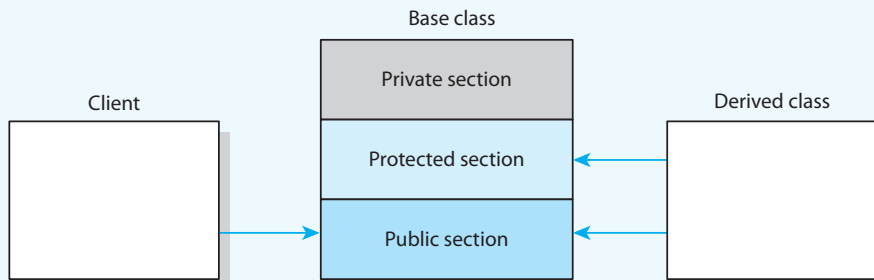 Base class
Private section
Client
Derived class
Protected section
Public section